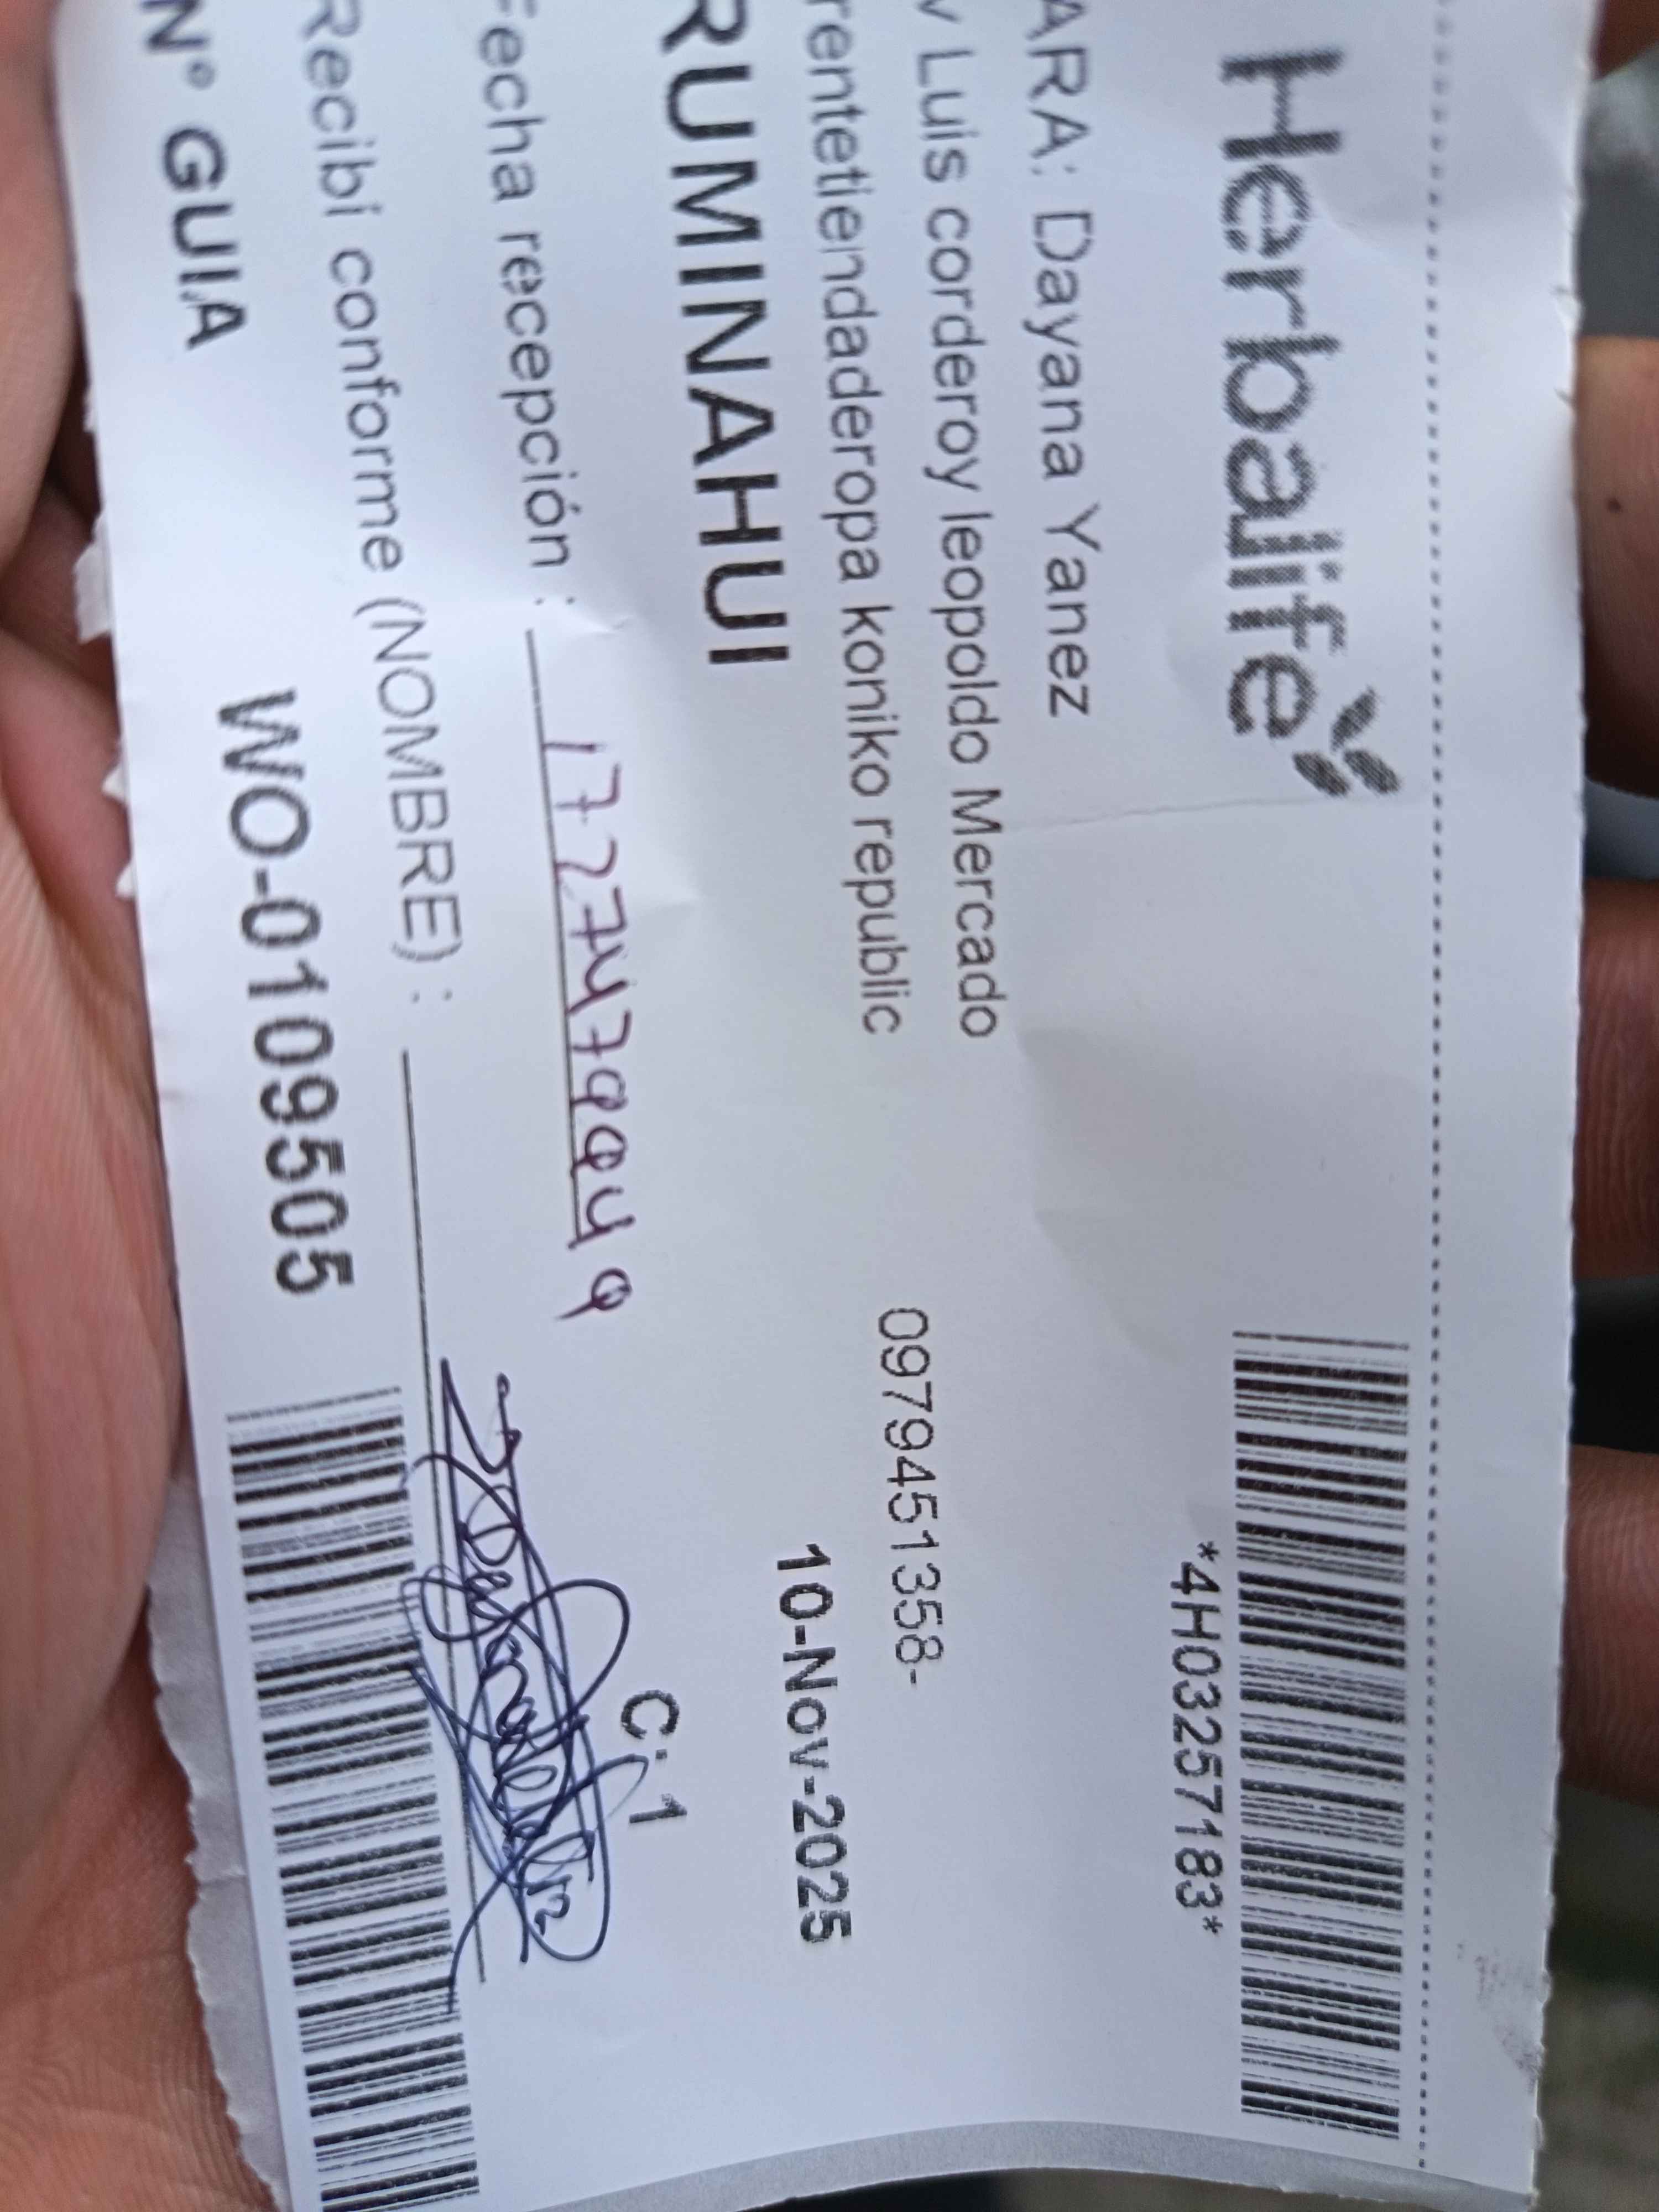 Herbalife
*4H03257183*
ARA: Dayana Yanez
v Luis corderoy leopoldo Mercado
rentetiendaderopa koniko republic
0979451358-
RUMINAHUI
10-Nov-2025
C. 1
Fecha recepción : 1727479949
Recibi conforme (NOMBRE) :
N° GUIA WO-0109505